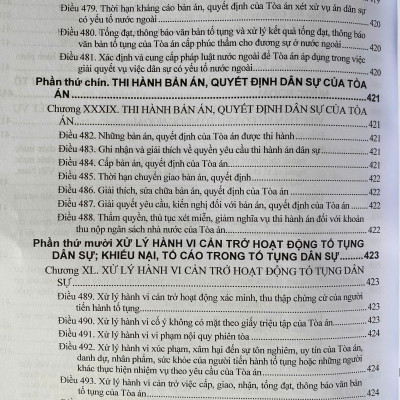 Điều 479. Thời hạn kháng cáo bản án, quyết định của Tòa án xét xử vụ án dân sự
có yếu tố nước ngoài ..... 420
Điều 480. Tống đạt, thông báo văn bản tố tụng và xử lý kết quả tống đạt, thông báo
văn bản tố tụng của Tòa án cấp phúc thẩm cho đương sự ở nước ngoài ..... 420
Điều 481. Xác định và cung cấp pháp luật nước ngoài để Tòa án áp dụng trong việc
giải quyết vụ việc dân sự có yếu tố nước ngoài ..... 420
Phần thứ chín. THI HÀNH BẢN ÁN, QUYẾT ĐỊNH DÂN SỰ CỦA TÒA
ÁN ..... 421
Chương XXXIX. THI HÀNH BẢN ÁN, QUYẾT ĐỊNH DÂN SỰ CỦA TÒA
ÁN ..... 421
Điều 482. Những bản án, quyết định của Tòa án được thi hành ..... 421
Điều 483. Ghi nhận và giải thích về quyền yêu cầu thi hành án dân sự ..... 421
Điều 484. Cấp bản án, quyết định của Tòa án ..... 421
Điều 485. Thời hạn chuyển giao bản án, quyết định ..... 422
Điều 486. Giải thích, sửa chữa bản án, quyết định của Tòa án ..... 422
Điều 487. Giải quyết yêu cầu, kiến nghị đối với bản án, quyết định của Tòa án ..... 422
Điều 488. Thẩm quyền, thủ tục xét miễn, giảm nghĩa vụ thi hành án đối với khoản
thu nộp ngân sách nhà nước của Tòa án ..... 422
Phần thứ mười XỬ LÝ HÀNH VI CẢN TRỞ HOẠT ĐỘNG TỐ TỤNG
DÂN SỰ; KHIẾU NẠI, TỐ CÁO TRONG TỐ TỤNG DÂN SỰ ..... 423
Chương XL. XỬ LÝ HÀNH VI CẢN TRỞ HOẠT ĐỘNG TỐ TỤNG DÂN
SỰ ..... 423
Điều 489. Xử lý hành vi cản trở hoạt động xác minh, thu thập chứng cứ của người
tiến hành tố tụng ..... 423
Điều 490. Xử lý hành vi cố ý không có mặt theo giấy triệu tập của Tòa án ..... 424
Điều 491. Xử lý hành vi vi phạm nội quy phiên tòa ..... 424
Điều 492. Xử lý hành vi xúc phạm, xâm hại đến sự tôn nghiêm, uy tín của Tòa án,
danh dự, nhân phẩm, sức khỏe của người tiến hành tố tụng hoặc những người
khác thực hiện nhiệm vụ theo yêu cầu của Tòa án ..... 424
Điều 493. Xử lý hành vi cản trở việc cấp, giao, nhận, tống đạt, thông báo văn bản
tố tụng của Tòa án ..... 424